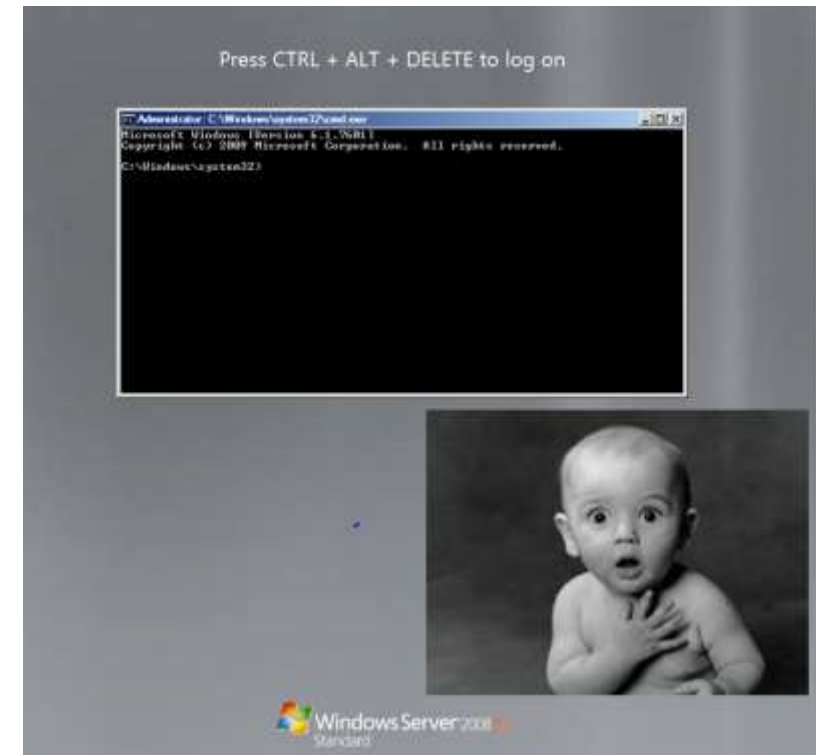 Press CTRL + ALT + DELETE to log on
Administrator: C:\Windows\system32\cmd.exe
Microsoft Windows [Version 6.1.7601]
Copyright (c) 2009 Microsoft Corporation. All rights reserved.
C:\Windows\system32>
Windows Server 2008 R2
Standard